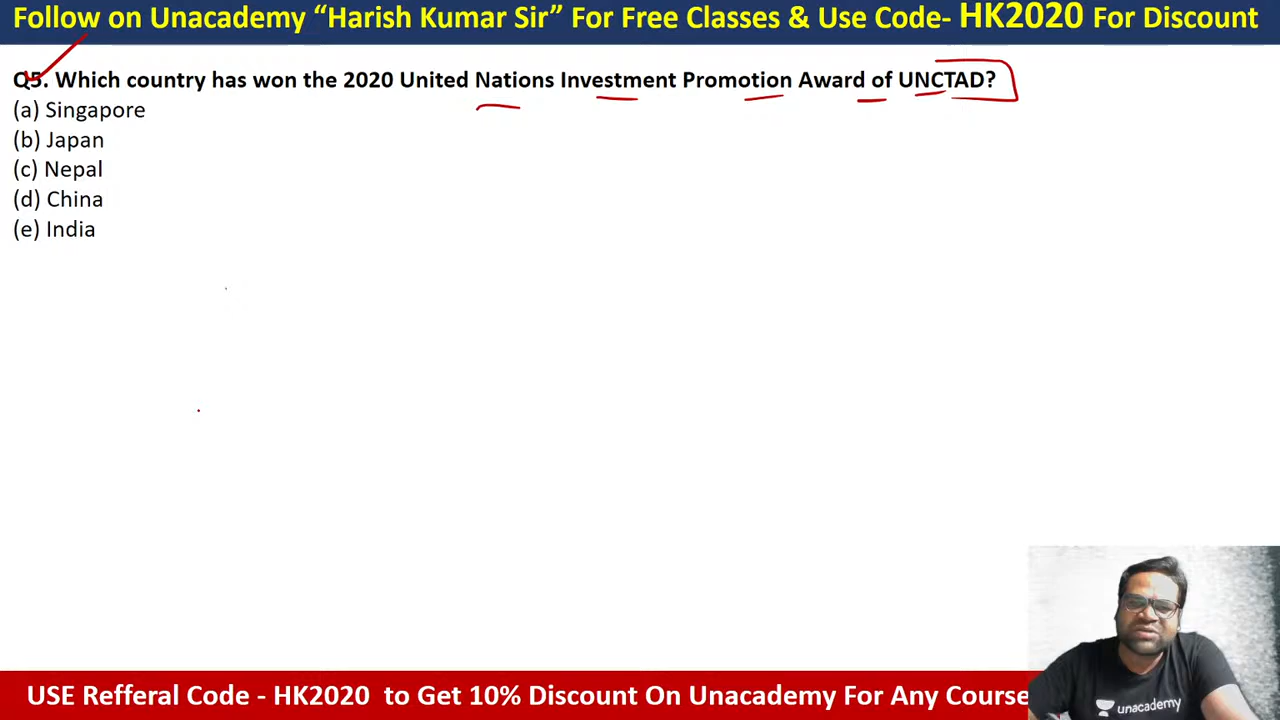 Follow on Unacademy “Harish Kumar Sir” For Free Classes & Use Code- HK2020 For Discount
Q5. Which country has won the 2020 United Nations Investment Promotion Award of UNCTAD?
(a) Singapore
(b) Japan
(c) Nepal
(d) China
(e) India
USE Refferal Code - HK2020 to Get 10% Discount On Unacademy For Any Course
unacademy